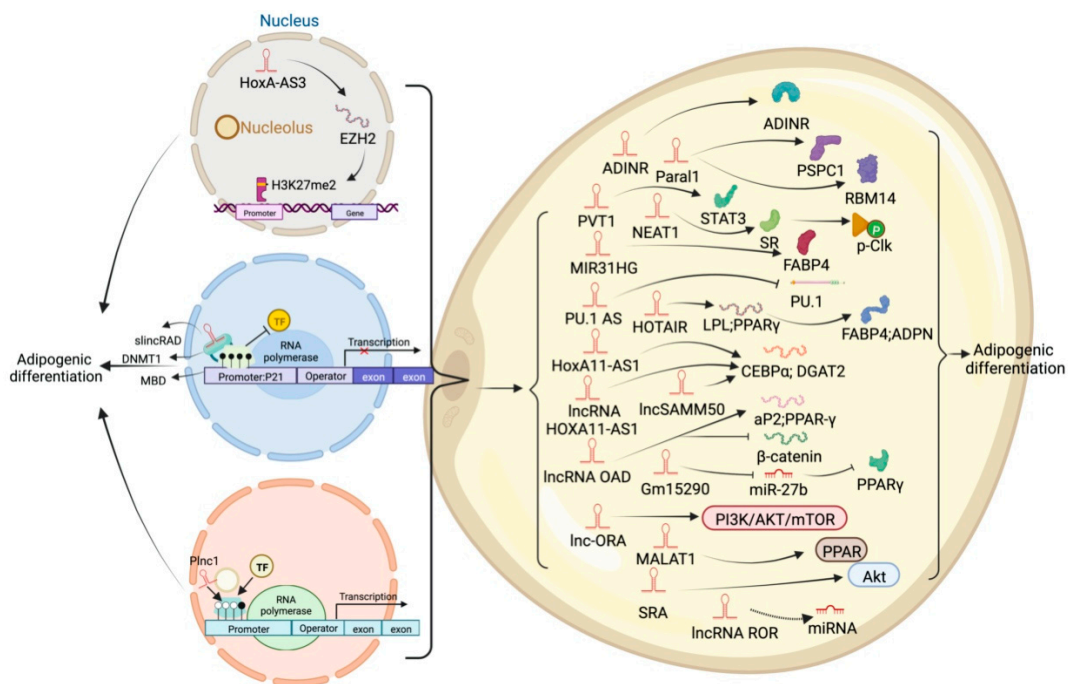 Nucleus
HoxA-AS3
Nucleolus
EZH2
H3K27me2
Promoter
Gene
slincRAD
DNMT1
MBD
TF
RNA
polymerase
Transcription
Promoter:P21
Operator
exon
exon
Adipogenic
differentiation
Plnc1
TF
RNA
polymerase
Transcription
Promoter
Operator
exon
exon
ADINR
ADINR
Paral1
PSPC1
RBM14
PVT1
STAT3
NEAT1
SR
P
p-Clk
MIR31HG
FABP4
PU.1 AS
PU.1
HOTAIR
LPL;PPARγ
FABP4;ADPN
HoxA11-AS1
CEBPα; DGAT2
lncRNA
HOXA11-AS1
lncSAMM50
aP2;PPAR-γ
β-catenin
lncRNA OAD
Gm15290
miR-27b
PPARγ
lnc-ORA
PI3K/AKT/mTOR
MALAT1
PPAR
Akt
SRA
lncRNA ROR
miRNA
Adipogenic
differentiation